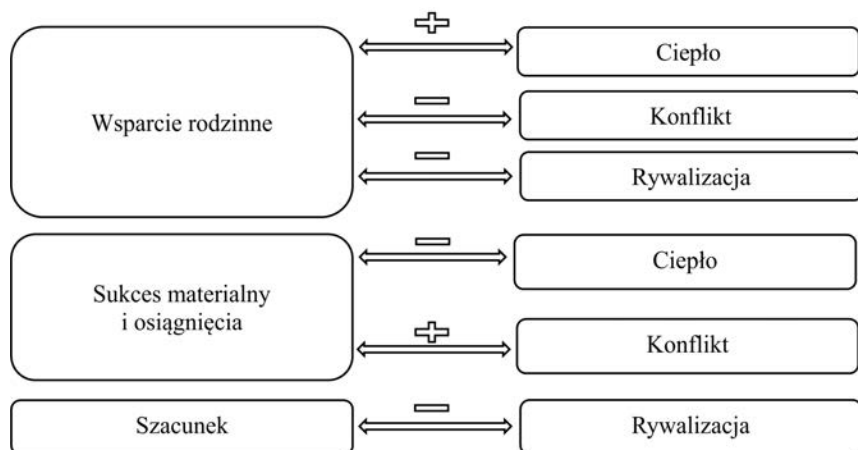 Wsparcie rodzinne
+
Ciepło
−
Konflikt
−
Rywalizacja
Sukces materialny
i osiągnięcia
−
Ciepło
+
Konflikt
Szacunek
−
Rywalizacja